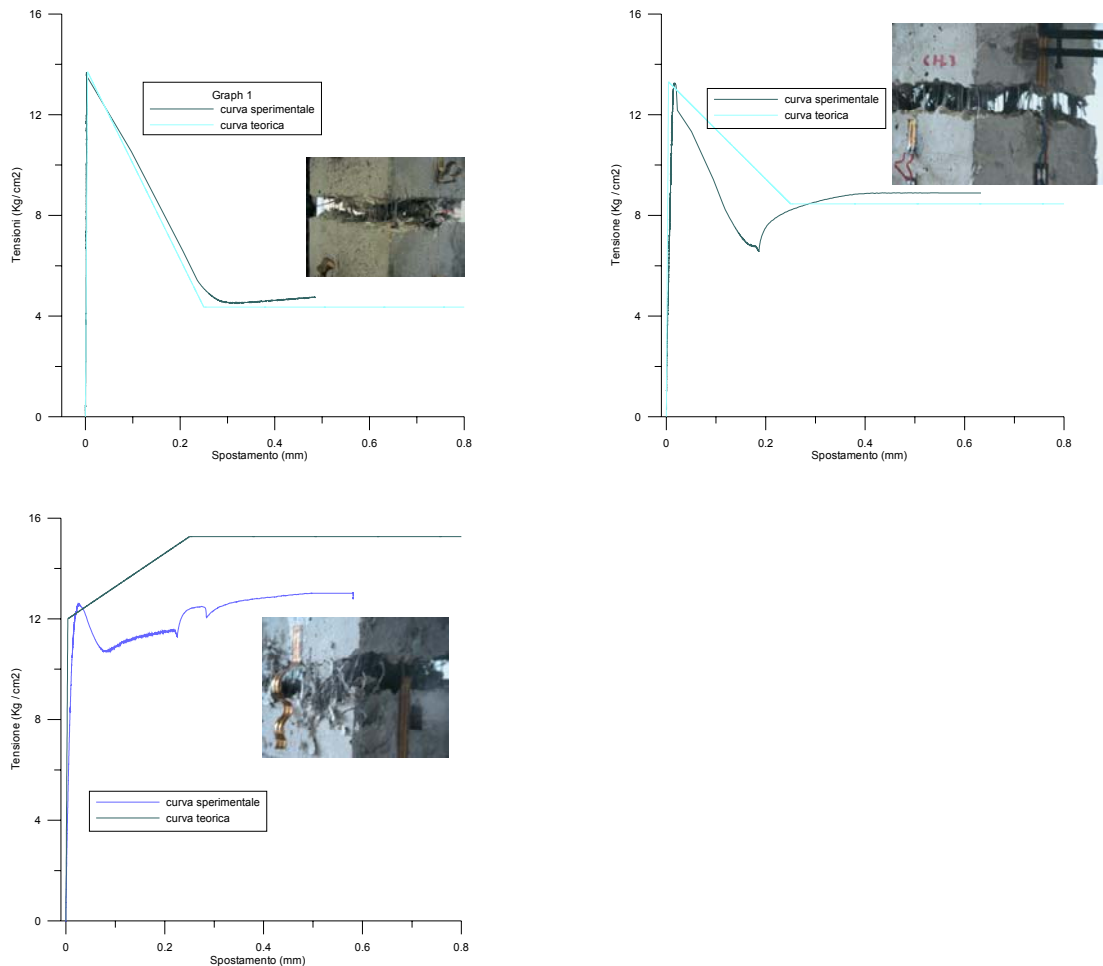 16
12
8
4
0
Tensioni (Kg/ cm2)
Graph 1
curva sperimentale
curva teorica
0 0.2 0.4 0.6 0.8
Spostamento (mm)
16
12
8
4
0
Tensione (Kg / cm2)
curva sperimentale
curva teorica
0 0.2 0.4 0.6 0.8
Spostamento (mm)
16
12
8
4
0
Tensione (Kg / cm2)
curva sperimentale
curva teorica
0 0.2 0.4 0.6 0.8
Spostamento (mm)